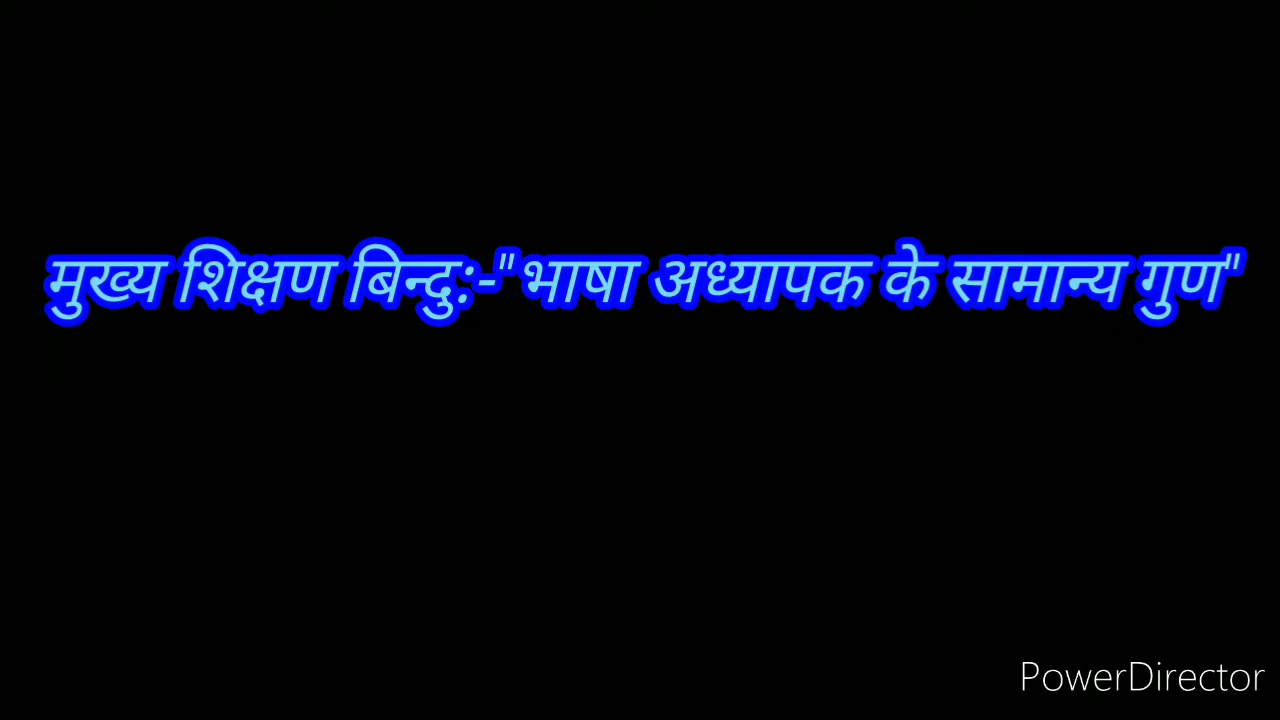 मुख्य शिक्षण बिन्दु:-"भाषा अध्यापक के सामान्य गुण"
PowerDirector